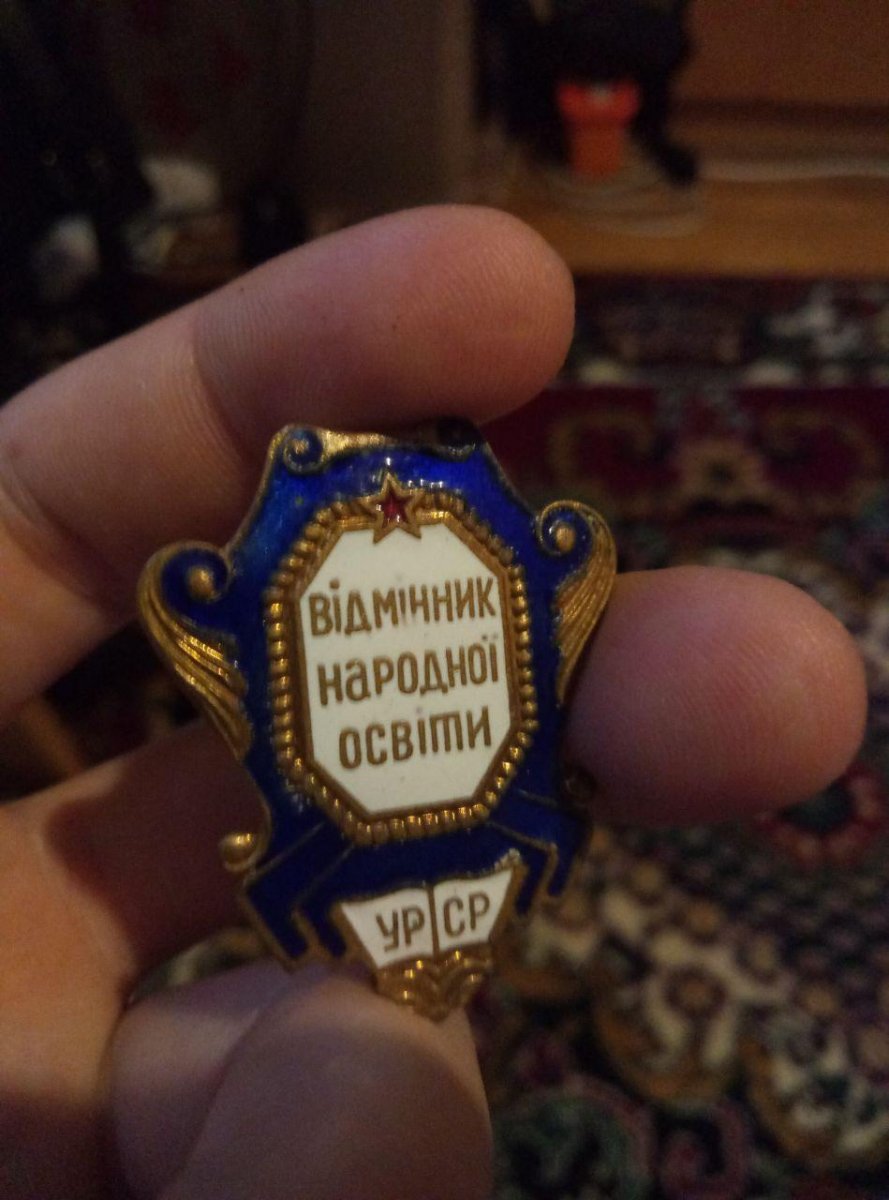 Відмінник
народної
освіти
УРСР